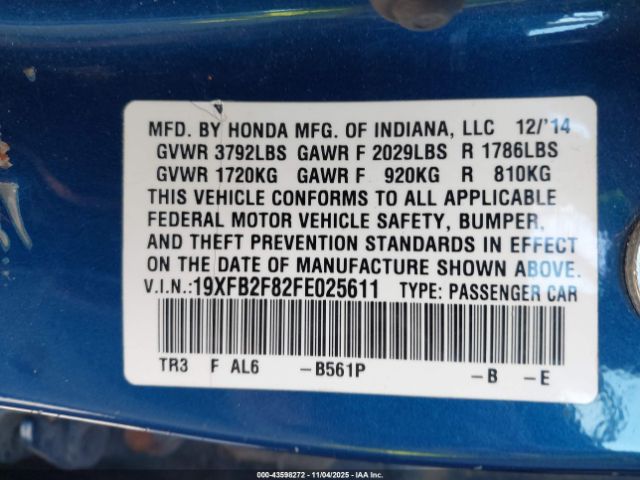 MFD. BY HONDA MFG. OF INDIANA, LLC 12/'14
GVWR 3792LBS GAWR F 2029LBS R 1786LBS
GVWR 1720KG GAWR F 920KG R 810KG
THIS VEHICLE CONFORMS TO ALL APPLICABLE
FEDERAL MOTOR VEHICLE SAFETY, BUMPER,
AND THEFT PREVENTION STANDARDS IN EFFECT
ON THE DATE OF MANUFACTURE SHOWN ABOVE.
V.I.N.:19XFB2F82FE025611 TYPE: PASSENGER CAR
TR3 F AL6 -B561P -B -E
000-43598272 - 11/04/2025 - IAA Inc.